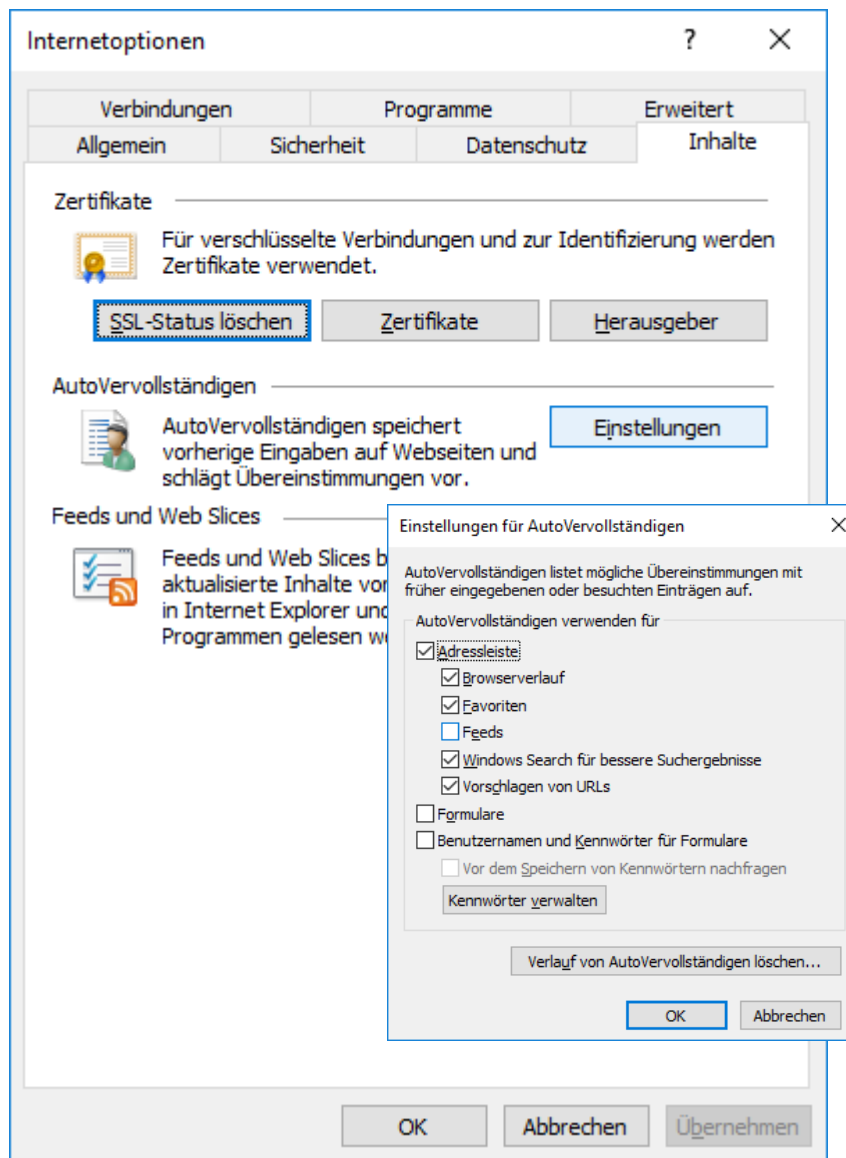 Internetoptionen
?
Verbindungen
Programme
Erweitert
Allgemein
Sicherheit
Datenschutz
Inhalte
Zertifikate
Für verschlüsselte Verbindungen und zur Identifizierung werden
Zertifikate verwendet.
SSL-Status löschen
Zertifikate
Herausgeber
AutoVervollständigen
AutoVervollständigen speichert
vorherige Eingaben auf Webseiten und
schlägt Übereinstimmungen vor.
Einstellungen
Feeds und Web Slices
Feeds und Web Slices b
aktualisierte Inhalte vor
in Internet Explorer und
Programmen gelesen we
Einstellungen für AutoVervollständigen
AutoVervollständigen listet mögliche Übereinstimmungen mit
früher eingegebenen oder besuchten Einträgen auf.
AutoVervollständigen verwenden für
Adressleiste
Browserverlauf
Favoriten
Feeds
Windows Search für bessere Suchergebnisse
Vorschlagen von URLs
Formulare
Benutzernamen und Kennwörter für Formulare
Vor dem Speichern von Kennwörtern nachfragen
Kennwörter verwalten
Verlauf von AutoVervollständigen löschen...
OK
Abbrechen
OK
Abbrechen
Übernehmen